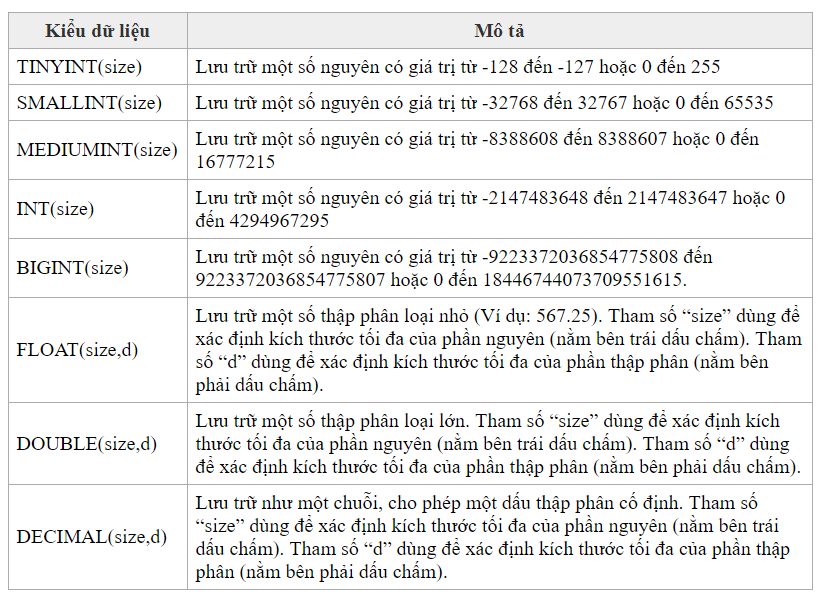 Kiểu dữ liệu
Mô tả
TINYINT(size)
Lưu trữ một số nguyên có giá trị từ -128 đến -127 hoặc 0 đến 255
SMALLINT(size)
Lưu trữ một số nguyên có giá trị từ -32768 đến 32767 hoặc 0 đến 65535
MEDIUMINT(size)
Lưu trữ một số nguyên có giá trị từ -8388608 đến 8388607 hoặc 0 đến
16777215
INT(size)
Lưu trữ một số nguyên có giá trị từ -2147483648 đến 2147483647 hoặc 0
đến 4294967295
BIGINT(size)
Lưu trữ một số nguyên có giá trị từ -9223372036854775808 đến
9223372036854775807 hoặc 0 đến 18446744073709551615.
FLOAT(size,d)
Lưu trữ một số thập phân loại nhỏ (Ví dụ: 567.25). Tham số “size” dùng để
xác định kích thước tối đa của phần nguyên (nằm bên trái dấu chấm). Tham
số “d” dùng để xác định kích thước tối đa của phần thập phân (nằm bên
phải dấu chấm).
DOUBLE(size,d)
Lưu trữ một số thập phân loại lớn. Tham số “size” dùng để xác định kích
thước tối đa của phần nguyên (nằm bên trái dấu chấm). Tham số “d” dùng
để xác định kích thước tối đa của phần thập phân (nằm bên phải dấu chấm).
DECIMAL(size,d)
Lưu trữ như một chuỗi, cho phép một dấu thập phân cố định. Tham số
“size” dùng để xác định kích thước tối đa của phần nguyên (nằm bên trái
dấu chấm). Tham số “d” dùng để xác định kích thước tối đa của phần thập
phân (nằm bên phải dấu chấm).